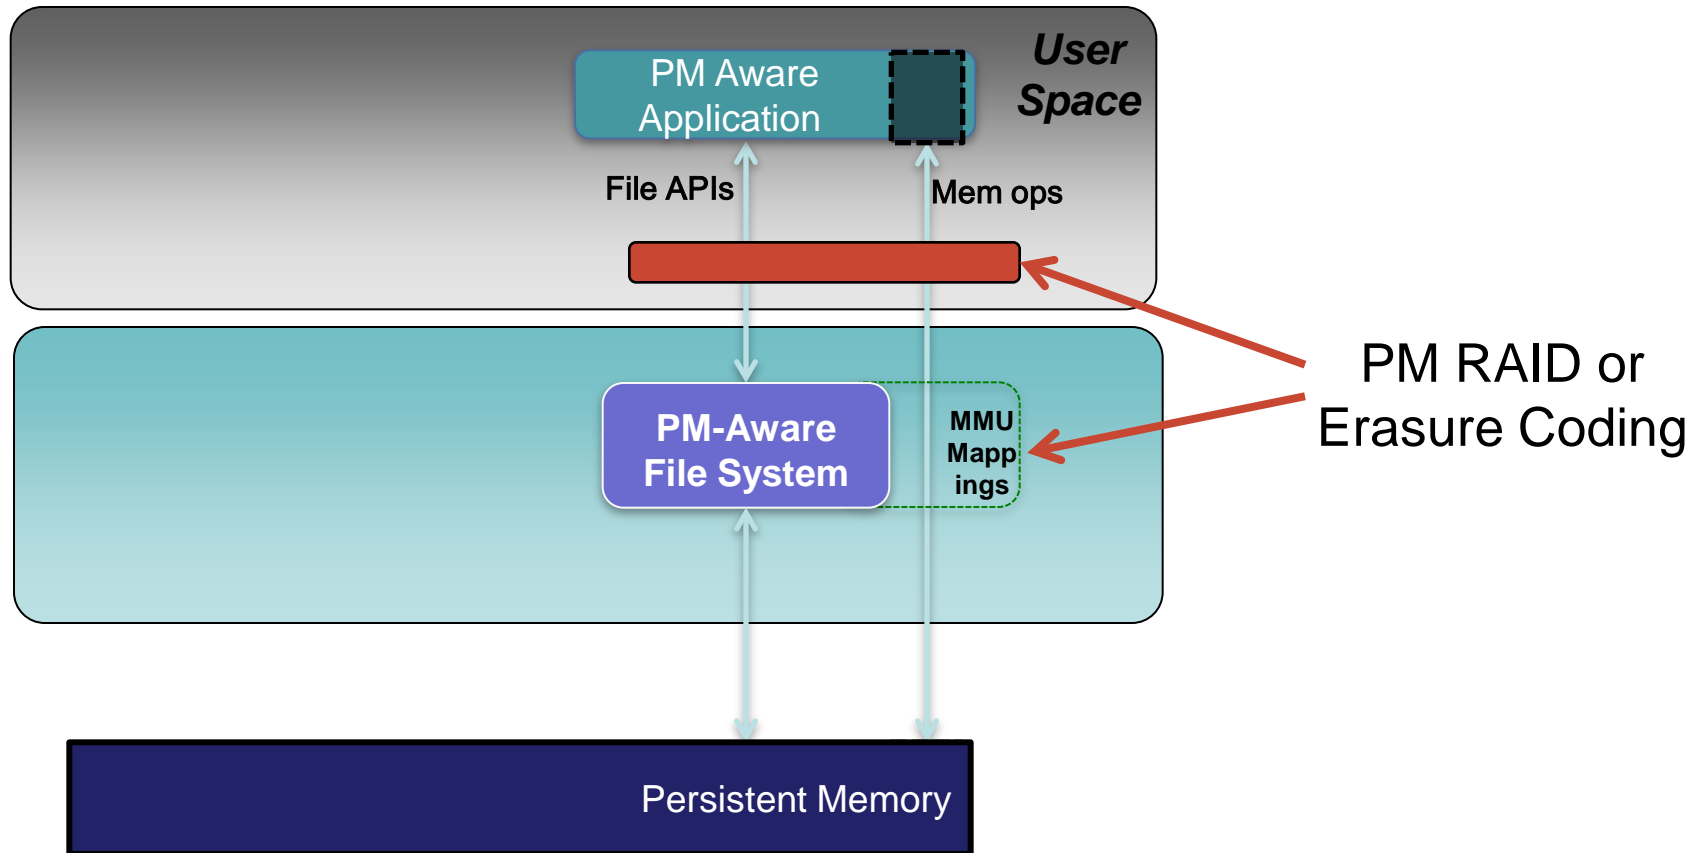 User
Space
PM Aware
Application
File APIs
Mem ops
PM RAID or
Erasure Coding
PM-Aware
File System
MMU
Mapp
ings
Persistent Memory